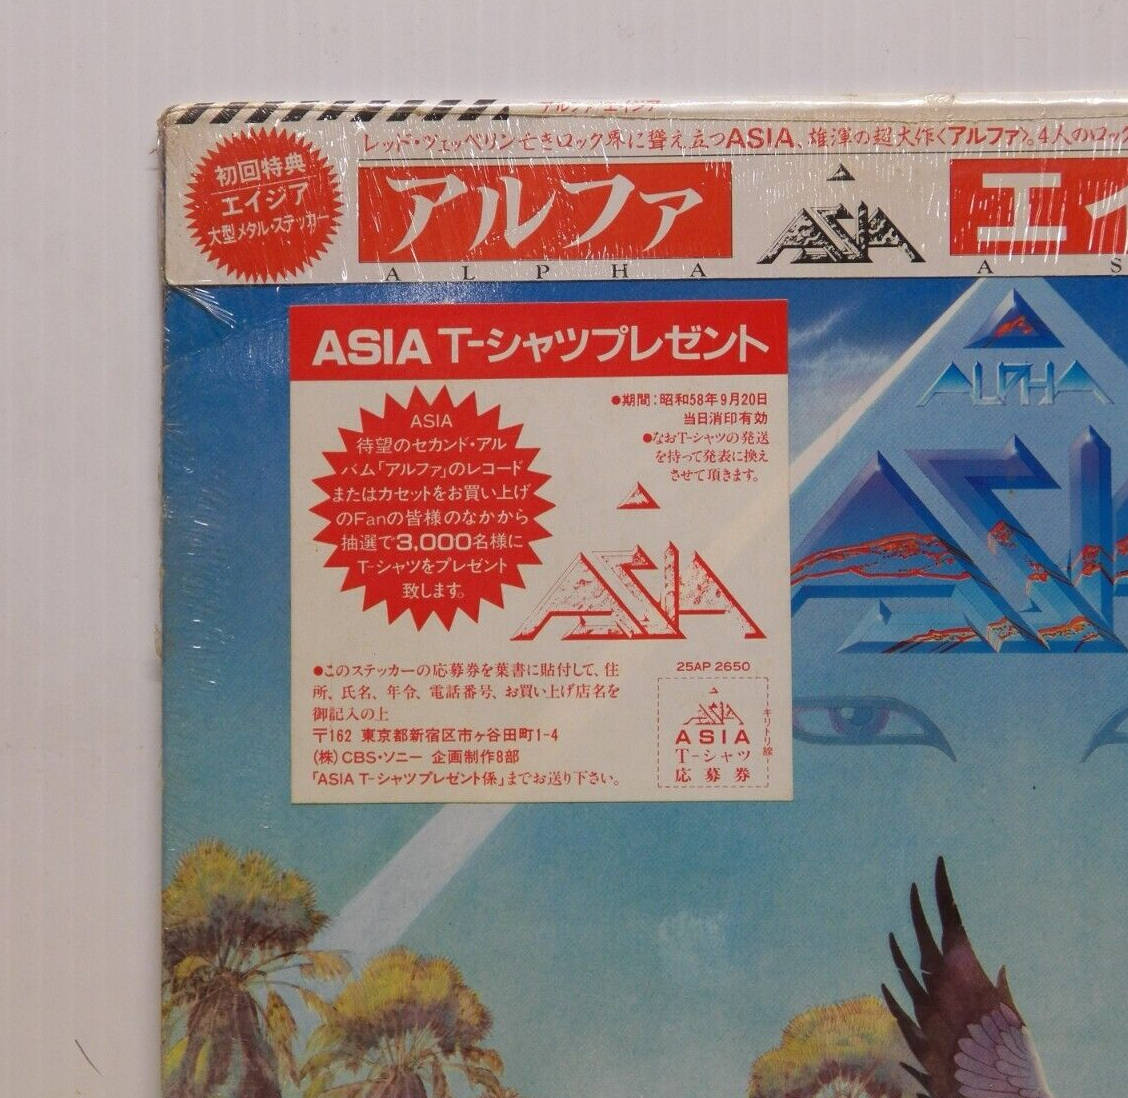 アルファ/エイジア
レッド・ツェッペリン亡きロック界に聳え立つASIA、雄渾の超大作〈アルファ〉。4人のロック
初回特典
エイジア
大型メタル・ステッカー
アルファ
ALPHA
ASIA
エイ
A S
ALPHA
ASIA
ASIA T-シャツプレゼント
ASIA
待望のセカンド・アル
バム「アルファ」のレコード
またはカセットをお買い上げ
のFanの皆様のなかから
抽選で3,000名様に
T-シャツをプレゼント
致します。
●期間:昭和58年9月20日
当日消印有効
●なおT-シャツの発送
を持って発表に換え
させて頂きます。
ASIA
●このステッカーの応募券を葉書に貼付して、住
所、氏名、年令、電話番号、お買い上げ店名を
御記入の上
〒162 東京都新宿区市ヶ谷田町1-4
(株)CBS・ソニー 企画制作8部
「ASIA T-シャツプレゼント係」までお送り下さい。
25AP 2650
ASIA
ASIA
T-シャツ
応募券
キリトリ線